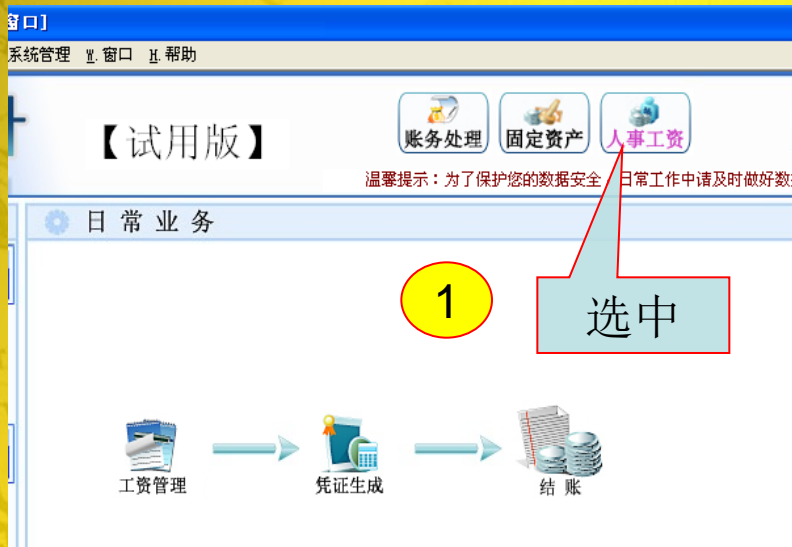 窗口]
系统管理 W.窗口 H.帮助
【试用版】
账务处理 固定资产 人事工资
温馨提示：为了保护您的数据安全 日常工作中请及时做好数
日常业务
1
选中
工资管理 凭证生成 结账